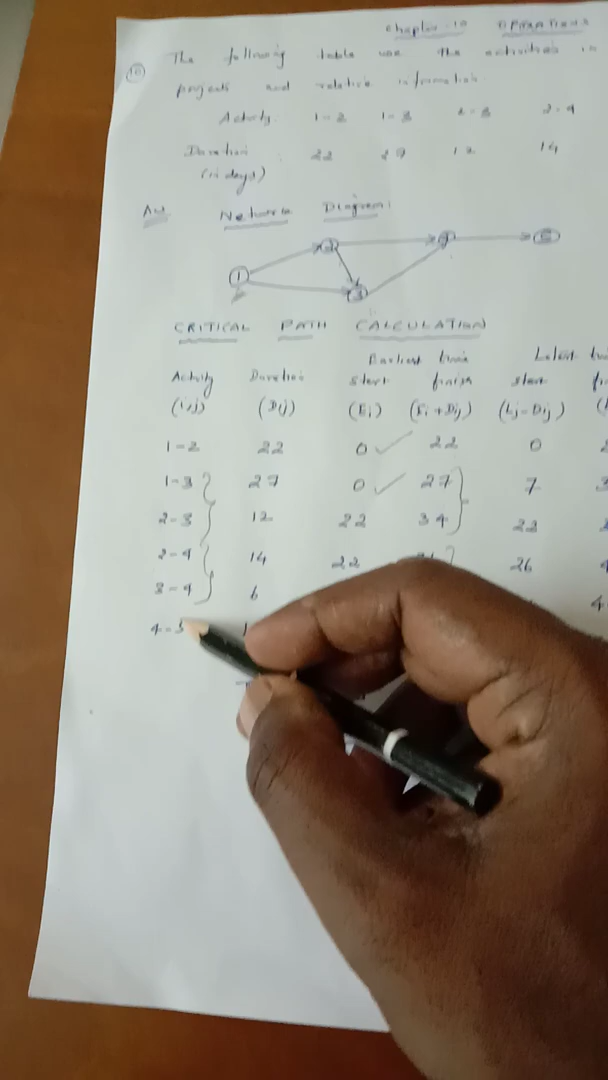 Chapter-10 OPERATIONS
10 The following table use the activities in
projects and relative information.
Activity: 1-2 1-3 2-3 2-4
Duration : 22 27 12 14
(in days)
Network Diagram:
1 2 3 4 5
CRITICAL PATH CALCULATION
Earliest time Latest
Activity Duration start finish start
(i,j) (Dij) (Ei) (Ei+Dij) (Lj-Dij)
1-2 22 0 22 0
1-3 27 0 27 7
2-3 12 22 34 22
2-4 14 22 26
3-4 6
4-5